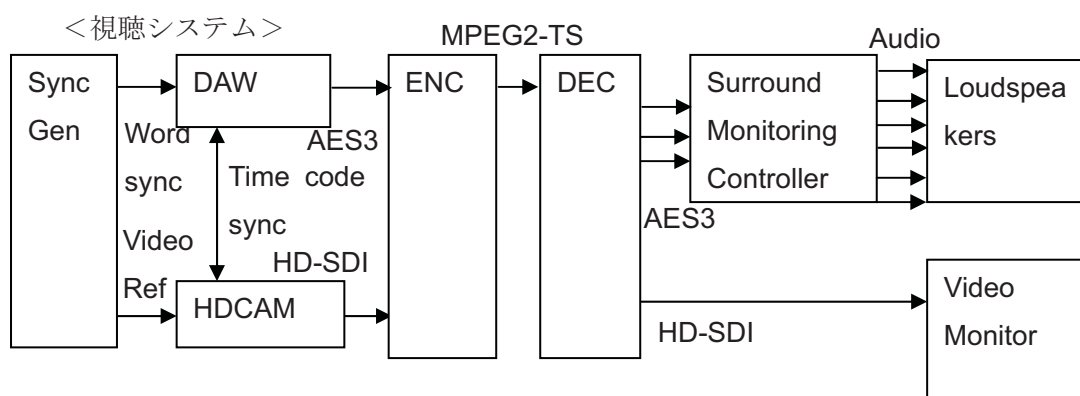 <視聴システム>
MPEG2-TS
Audio
Sync
Gen
DAW
ENC
DEC
Surround
Monitoring
Controller
Loudspea
kers
Word
sync
AES3
Time code
sync
AES3
Video
Ref
HD-SDI
HDCAM
HD-SDI
Video
Monitor